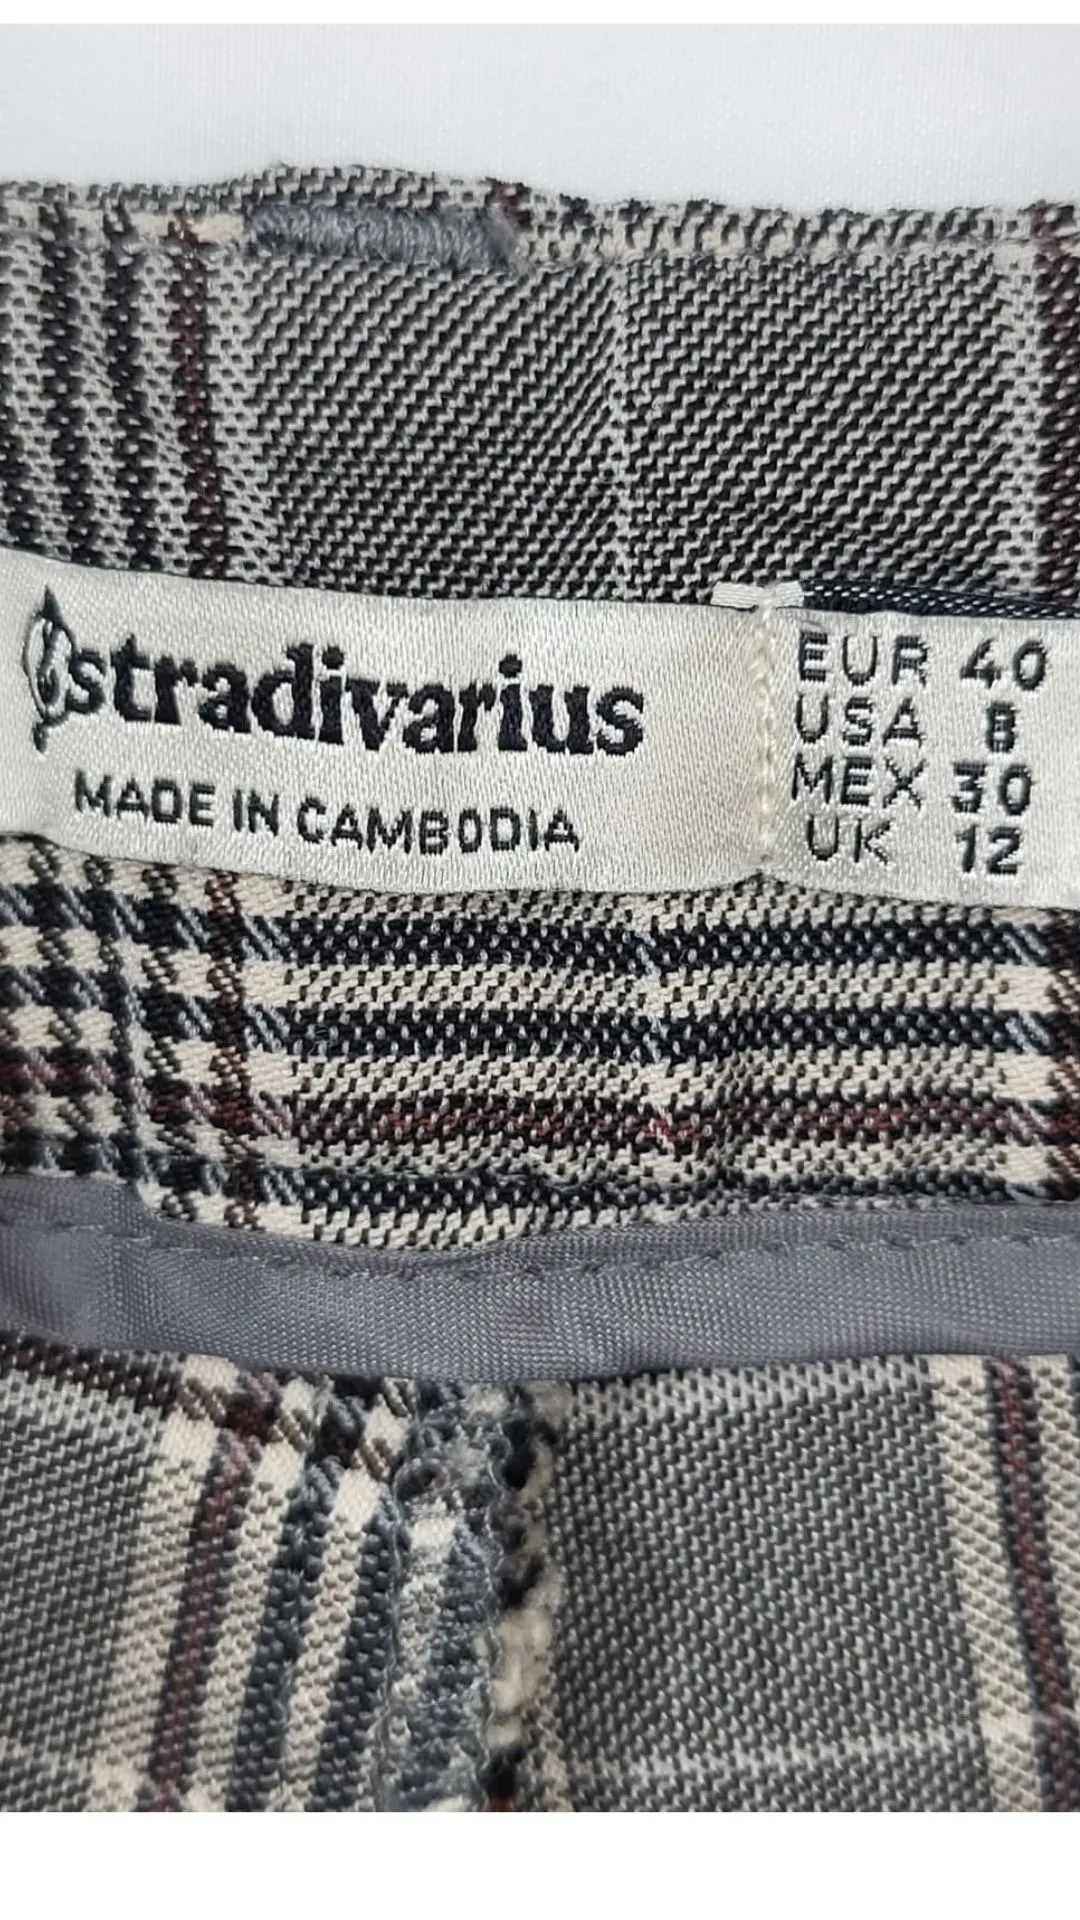 stradivarius
MADE IN CAMBODIA
EUR 40
USA 8
MEX 30
UK 12